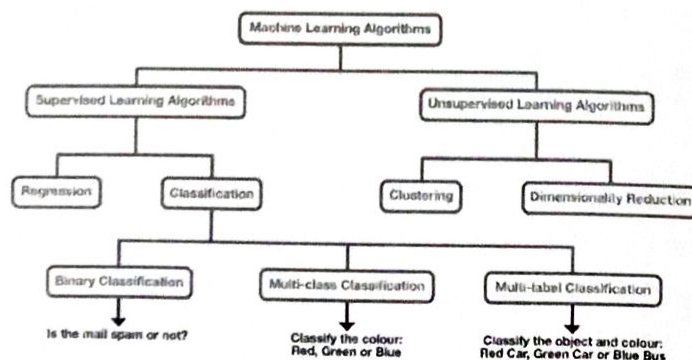 Machine Learning Algorithms
Supervised Learning Algorithms
Unsupervised Learning Algorithms
Regression
Classification
Clustering
Dimensionality Reduction
Binary Classification
Multi-class Classification
Multi-label Classification
Is the mail spam or not?
Classify the colour:
Red, Green or Blue
Classify the object and colour:
Red Car, Green Car or Blue Bus